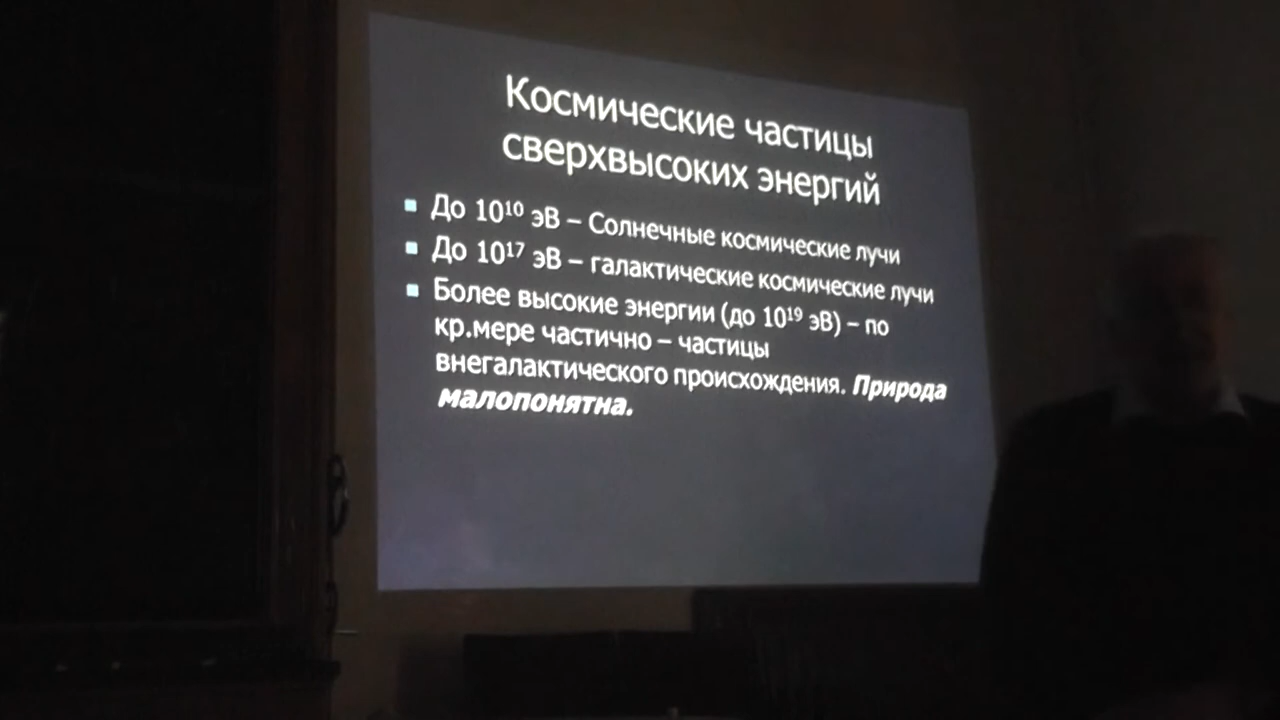 Космические частицы
сверхвысоких энергий
▪ До 10¹⁰ эВ – Солнечные космические лучи
▪ До 10¹⁷ эВ – галактические космические лучи
▪ Более высокие энергии (до 10¹⁹ эВ) – по
кр.мере частично – частицы
внегалактического происхождения. Природа
малопонятна.